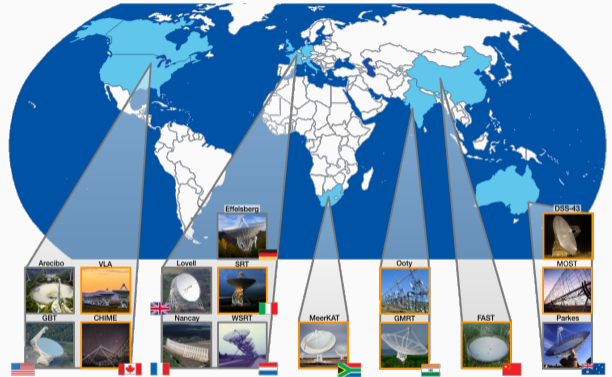 Effelsberg
DSS-43
Arecibo
VLA
Lovell
SRT
Ooty
MOST
GBT
CHIME
Nancay
WSRT
MeerKAT
GMRT
FAST
Parkes